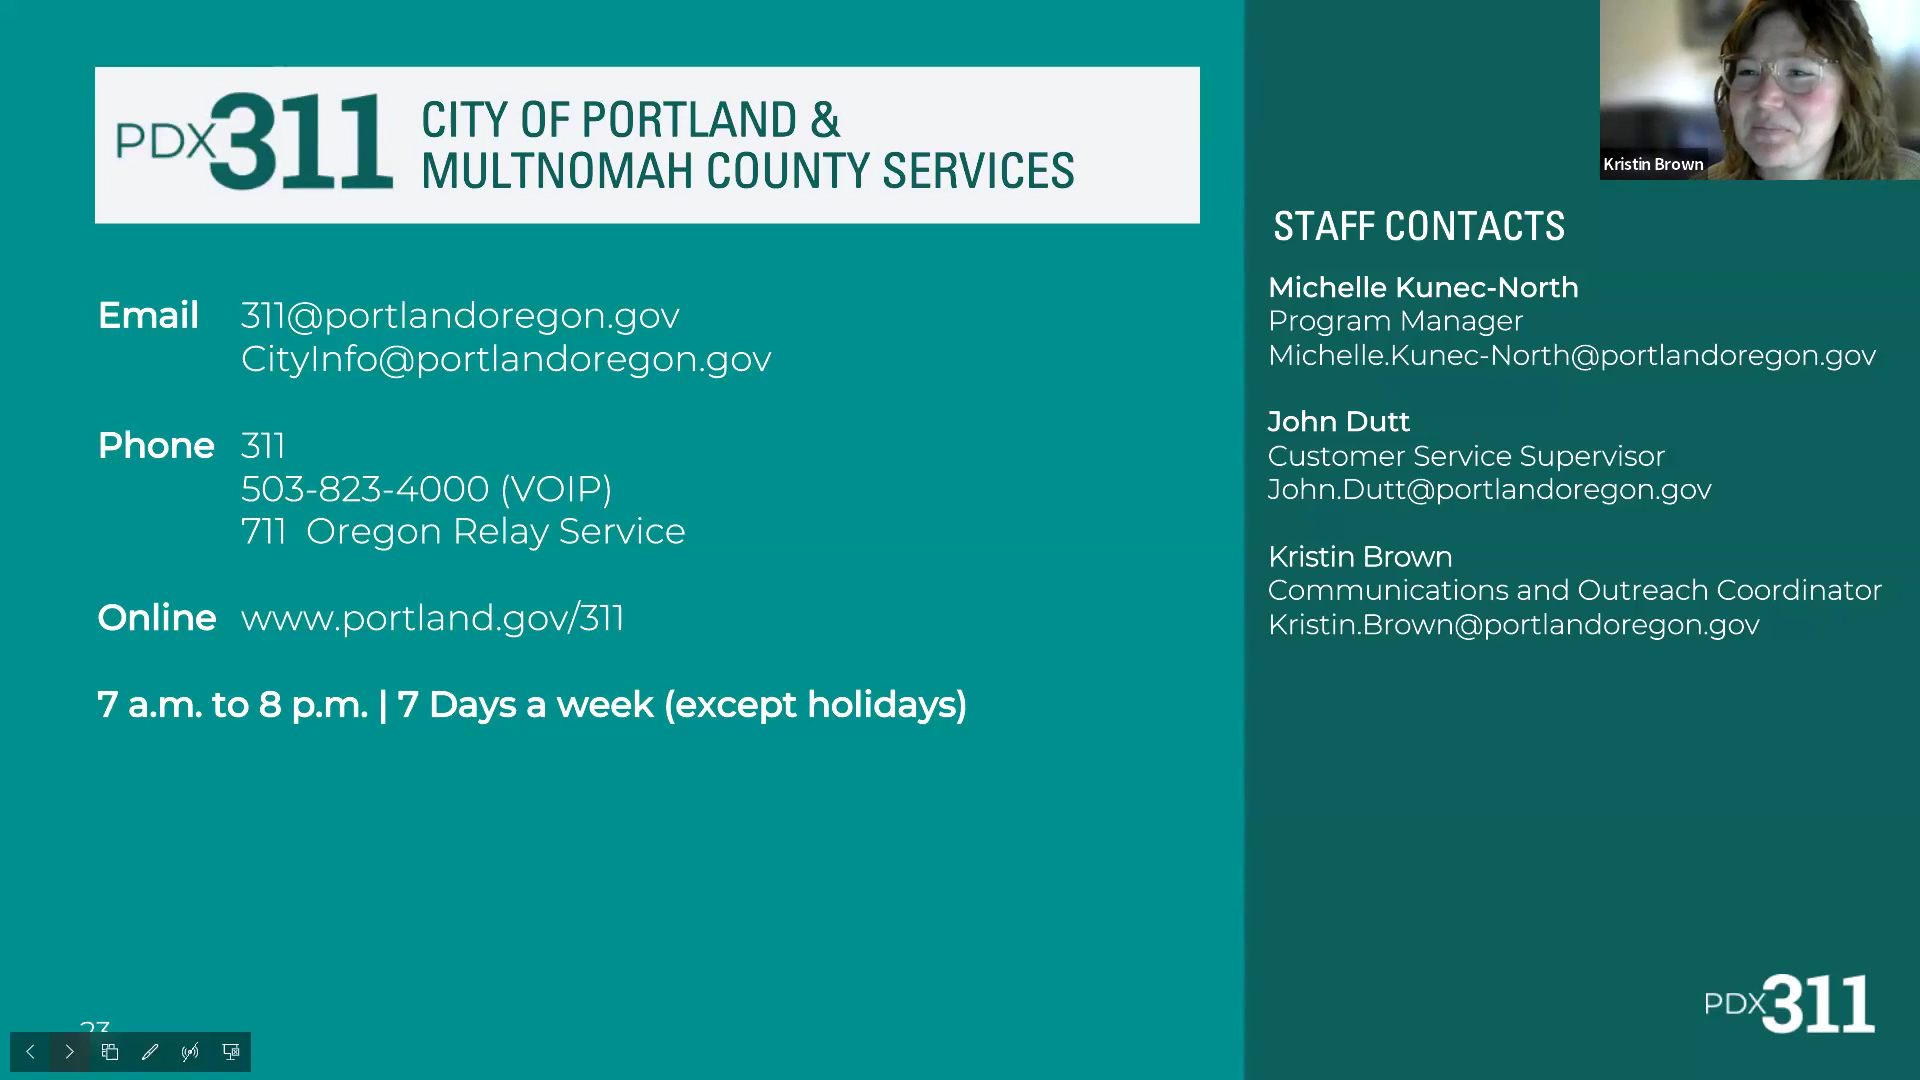 PDX311
CITY OF PORTLAND &
MULTNOMAH COUNTY SERVICES
Email 311@portlandoregon.gov
CityInfo@portlandoregon.gov
Phone 311
503-823-4000 (VOIP)
711 Oregon Relay Service
Online www.portland.gov/311
7 a.m. to 8 p.m. | 7 Days a week (except holidays)
23
Kristin Brown
STAFF CONTACTS
Michelle Kunec-North
Program Manager
Michelle.Kunec-North@portlandoregon.gov
John Dutt
Customer Service Supervisor
John.Dutt@portlandoregon.gov
Kristin Brown
Communications and Outreach Coordinator
Kristin.Brown@portlandoregon.gov
PDX311